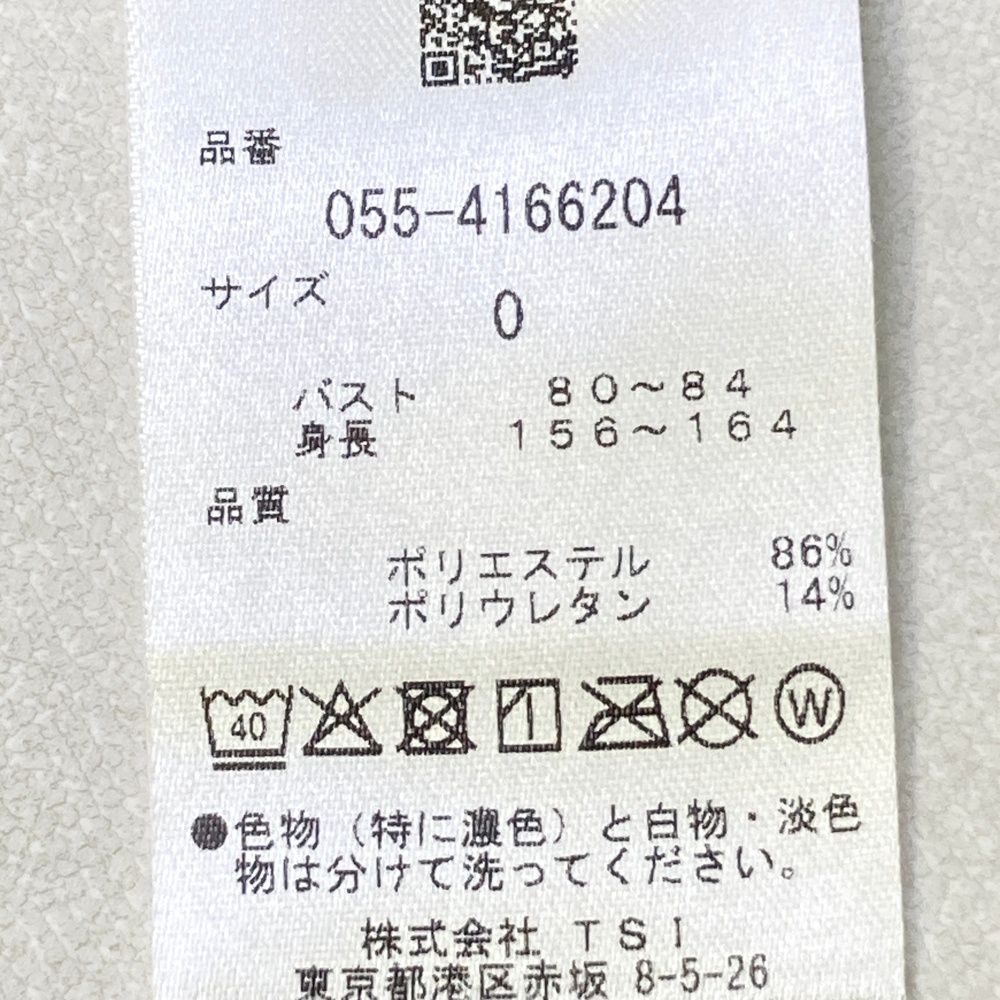 品番
055-4166204
サイズ
0
バスト 80～84
身長 156～164
品質
ポリエステル 86%
ポリウレタン 14%
40
W
●色物（特に濃色）と白物・淡色
物は分けて洗ってください。
株式会社 TSI
東京都港区赤坂 8-5-26